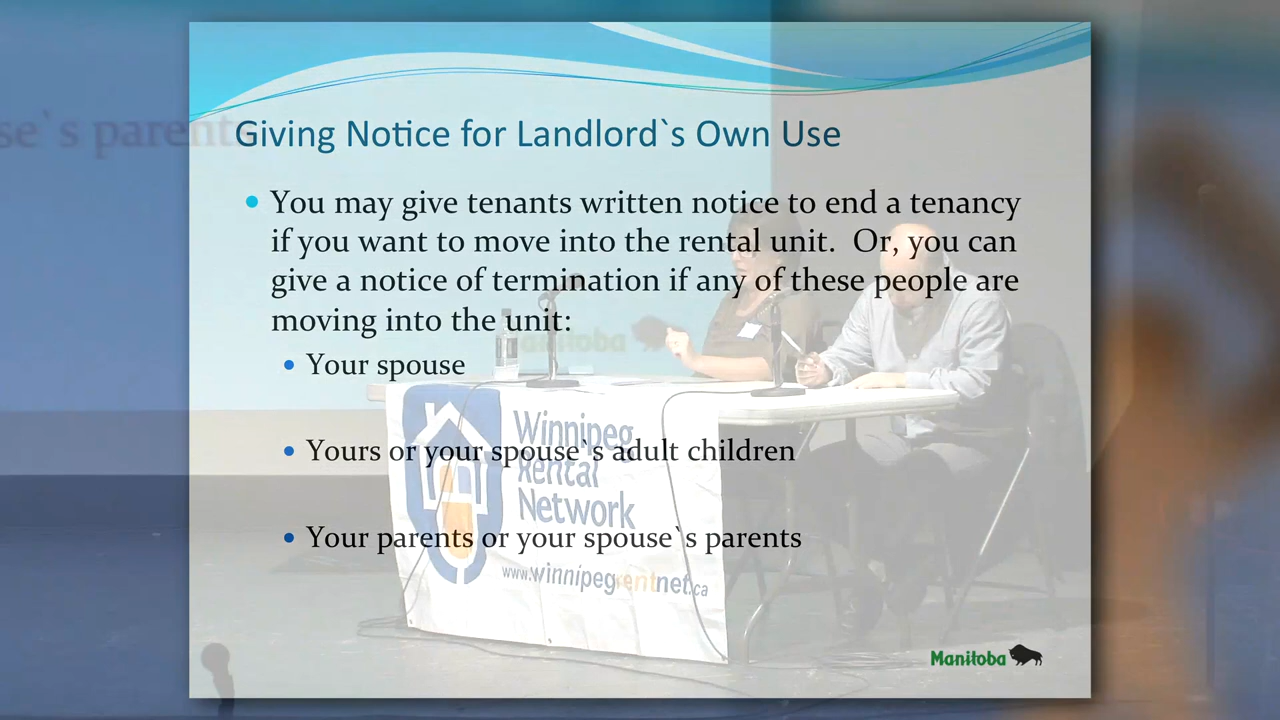 Giving Notice for Landlord`s Own Use
You may give tenants written notice to end a tenancy
if you want to move into the rental unit. Or, you can
give a notice of termination if any of these people are
moving into the unit:
Your spouse
Yours or your spouse`s adult children
Your parents or your spouse`s parents
Manitoba
Winnipeg
Rental
Network
www.winnipegrentnet.ca
se`s parent
Manitoba